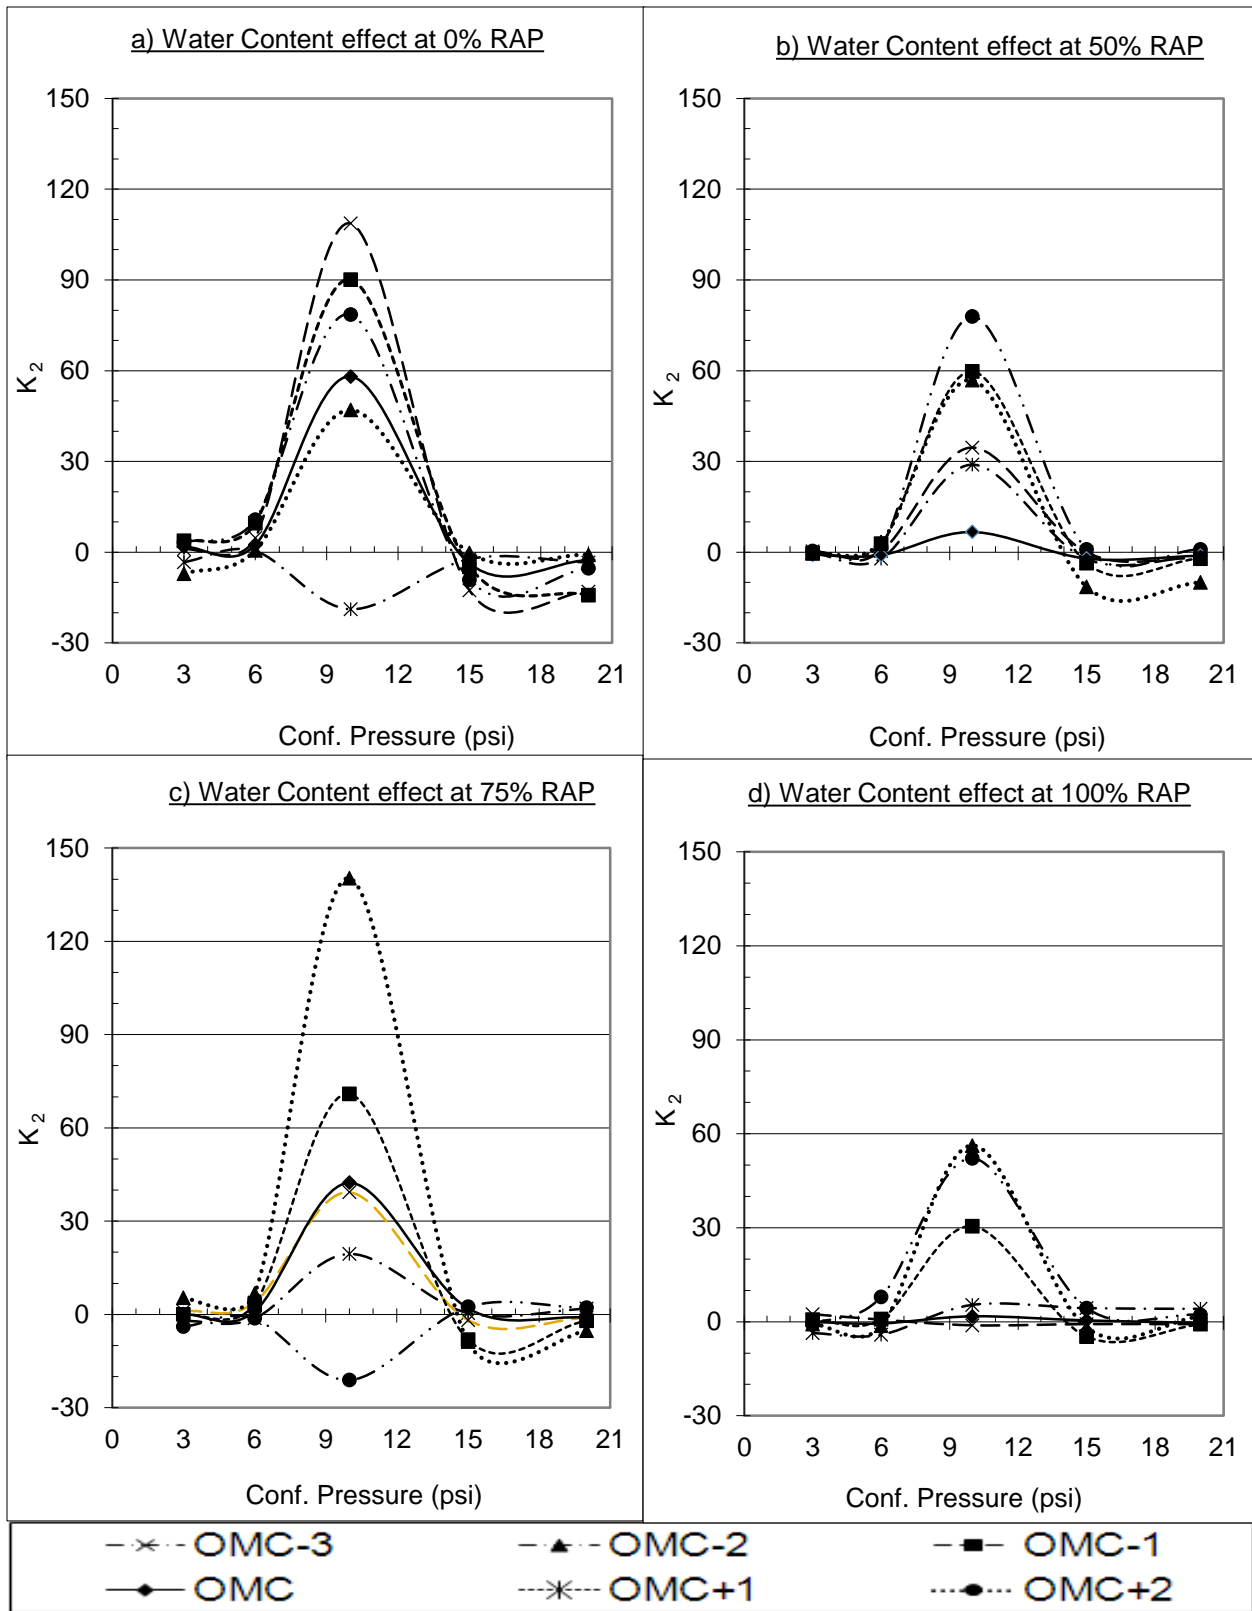 a) Water Content effect at 0% RAP
150
120
90
60
30
0
-30
K2
0 3 6 9 12 15 18 21
Conf. Pressure (psi)
b) Water Content effect at 50% RAP
150
120
90
60
30
0
-30
K2
0 3 6 9 12 15 18 21
Conf. Pressure (psi)
c) Water Content effect at 75% RAP
150
120
90
60
30
0
-30
K2
0 3 6 9 12 15 18 21
Conf. Pressure (psi)
d) Water Content effect at 100% RAP
150
120
90
60
30
0
-30
K2
0 3 6 9 12 15 18 21
Conf. Pressure (psi)
OMC-3 OMC-2 OMC-1
OMC OMC+1 OMC+2